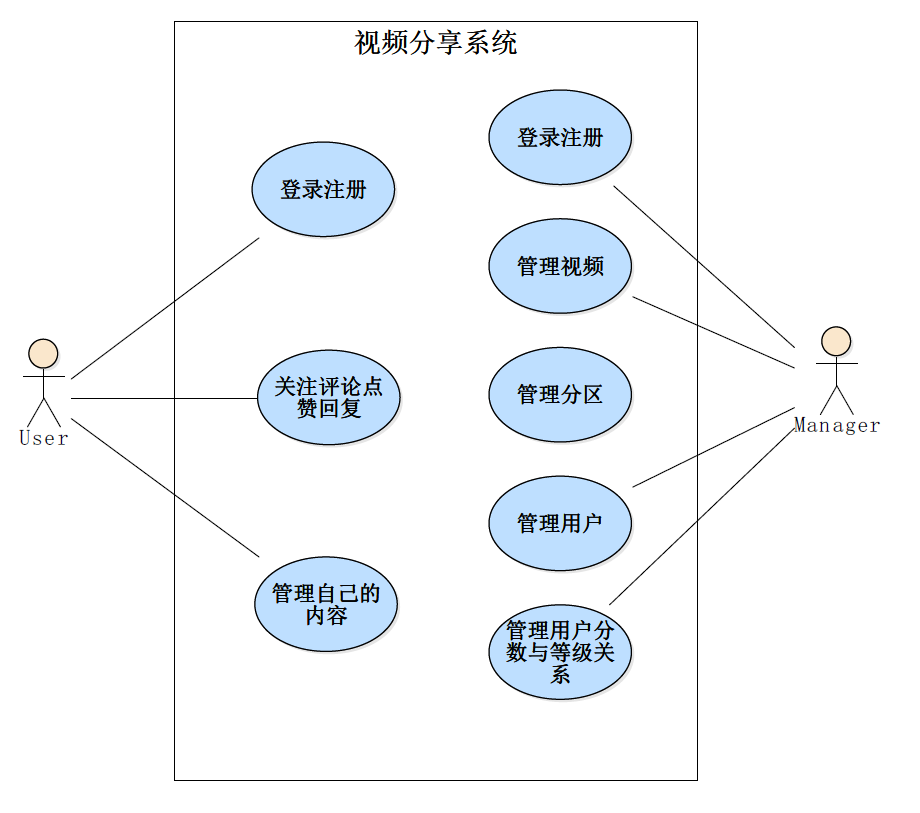 视频分享系统
登录注册
关注评论点
赞回复
管理自己的
内容
登录注册
管理视频
管理分区
管理用户
管理用户分
数与等级关
系
User
Manager